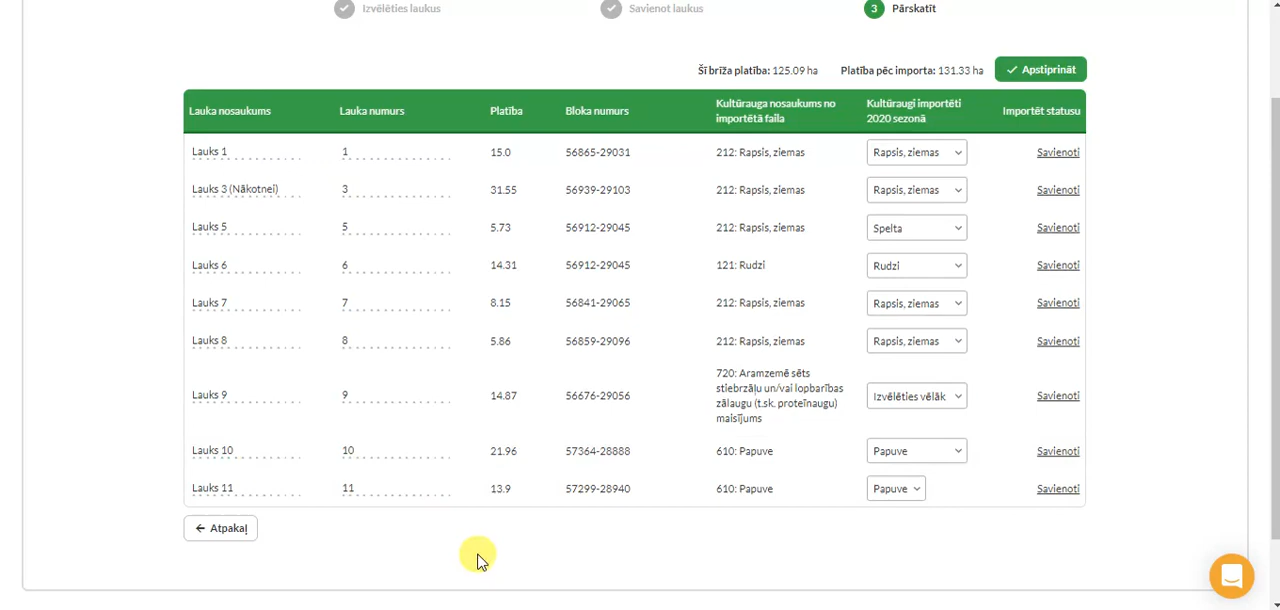 Izvēlēties laukus
Savienot laukus
3 Pārskatīt
Šī brīža platība: 125.09 ha
Platība pēc importa: 131.33 ha
Apstiprināt
Lauka nosaukums
Lauka numurs
Platība
Bloka numurs
Kultūrauga nosaukums no
importētā faila
Kultūraugi importēti
2020 sezonā
Importēt statusu
Lauks 1 1 15.0 56865-29031 212: Rapsis, ziemas Rapsis, ziemas Savienoti
Lauks 3 (Nākotnei) 3 31.55 56939-29103 212: Rapsis, ziemas Rapsis, ziemas Savienoti
Lauks 5 5 5.73 56912-29045 212: Rapsis, ziemas Spelta Savienoti
Lauks 6 6 14.31 56912-29045 121: Rudzi Rudzi Savienoti
Lauks 7 7 8.15 56841-29065 212: Rapsis, ziemas Rapsis, ziemas Savienoti
Lauks 8 8 5.86 56859-29096 212: Rapsis, ziemas Rapsis, ziemas Savienoti
Lauks 9 9 14.87 56676-29056
720: Aramzemē sēts
stiebrzāļu un/vai lopbarības
zālaugu (t.sk. proteīnaugu)
maisījums
Izvēlēties vēlāk Savienoti
Lauks 10 10 21.96 57364-28888 610: Papuve Papuve Savienoti
Lauks 11 11 13.9 57299-28940 610: Papuve Papuve Savienoti
Atpakaļ